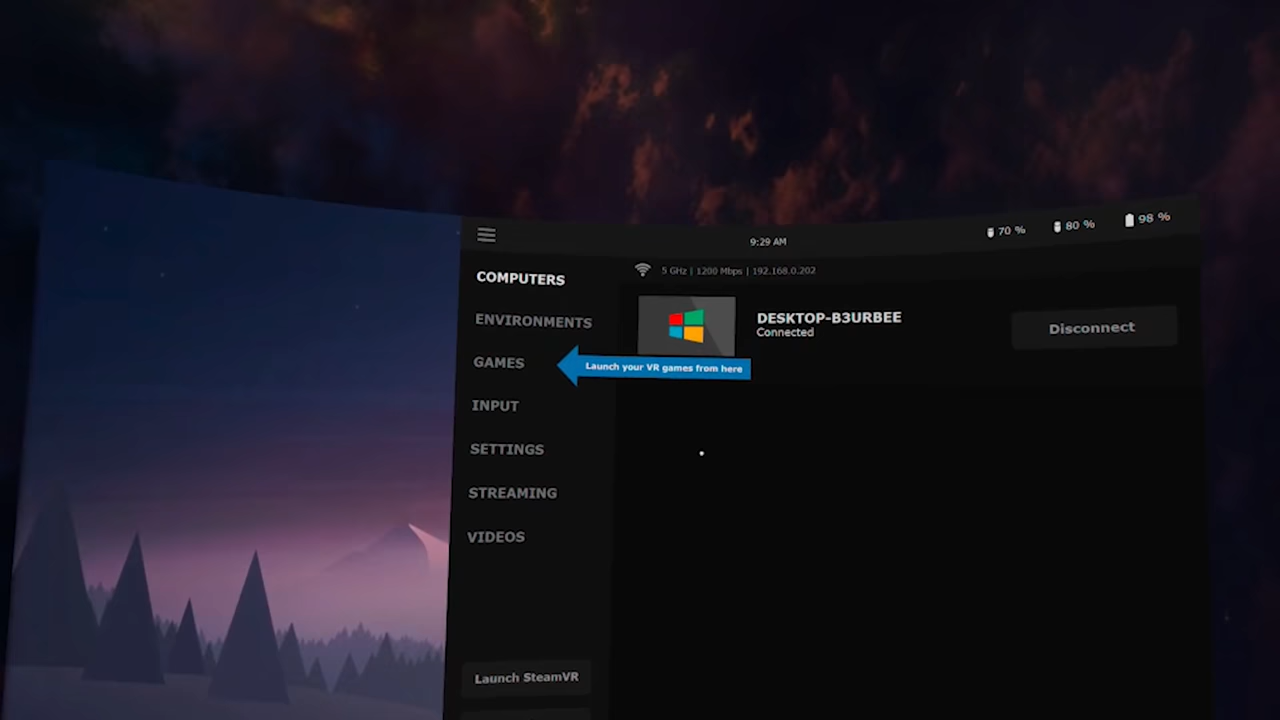 9:29 AM
70 %
80 %
98 %
COMPUTERS
5 GHz | 1200 Mbps | 192.168.0.202
ENVIRONMENTS
DESKTOP-B3URBEE
Connected
Disconnect
GAMES
Launch your VR games from here
INPUT
SETTINGS
STREAMING
VIDEOS
Launch SteamVR